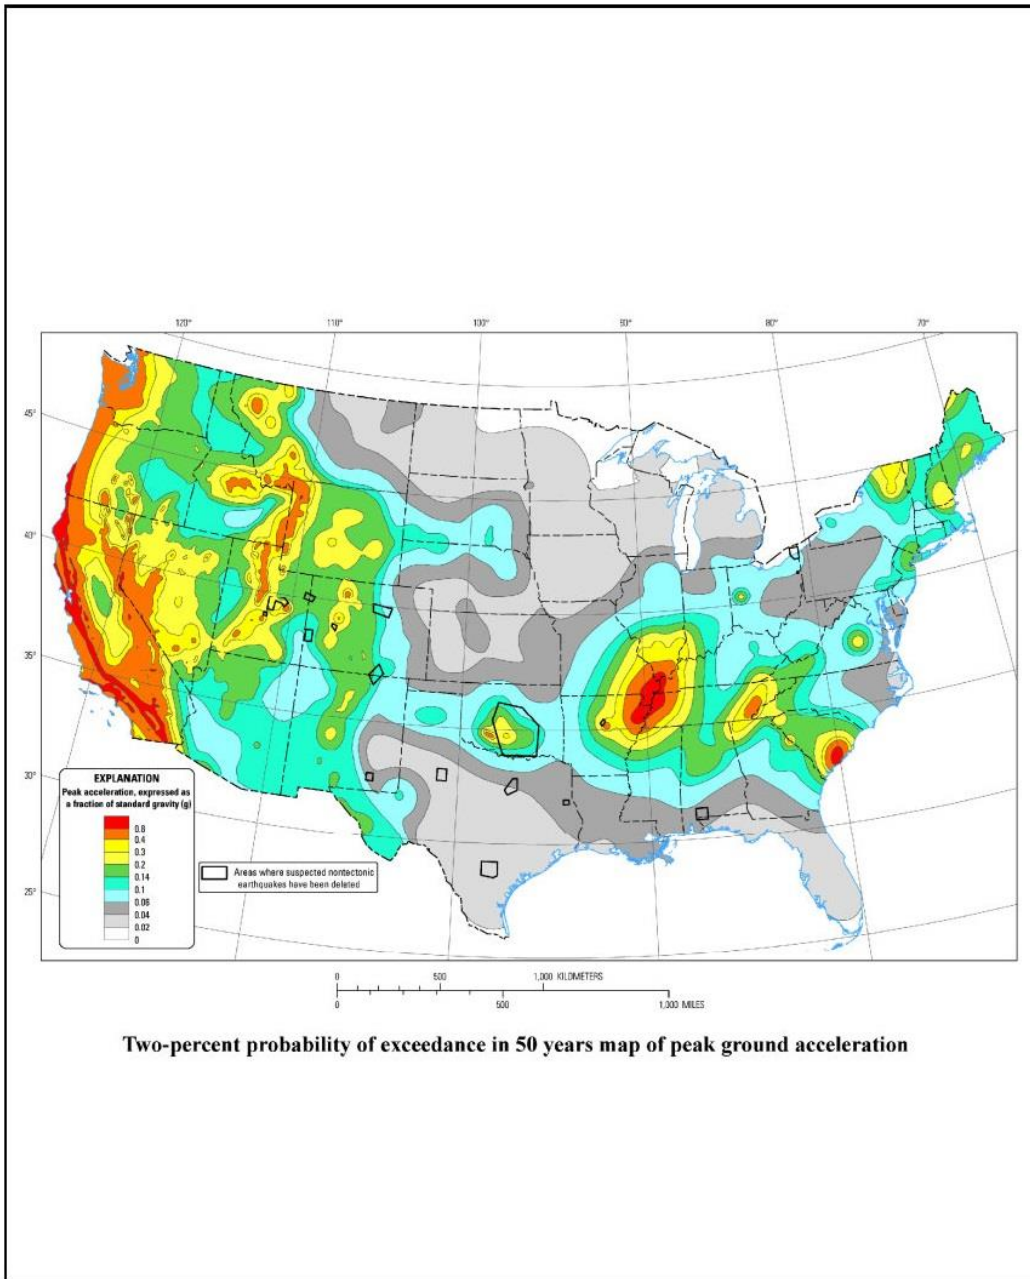 120°
110°
100°
90°
80°
70°
45°
40°
35°
30°
25°
EXPLANATION
Peak acceleration, expressed as
a fraction of standard gravity (g)
0.8
0.4
0.3
0.2
0.14
0.1
0.06
0.04
0.02
0
Areas where suspected nontectonic
earthquakes have been deleted
0 500 1,000 KILOMETERS
0 500 1,000 MILES
Two-percent probability of exceedance in 50 years map of peak ground acceleration